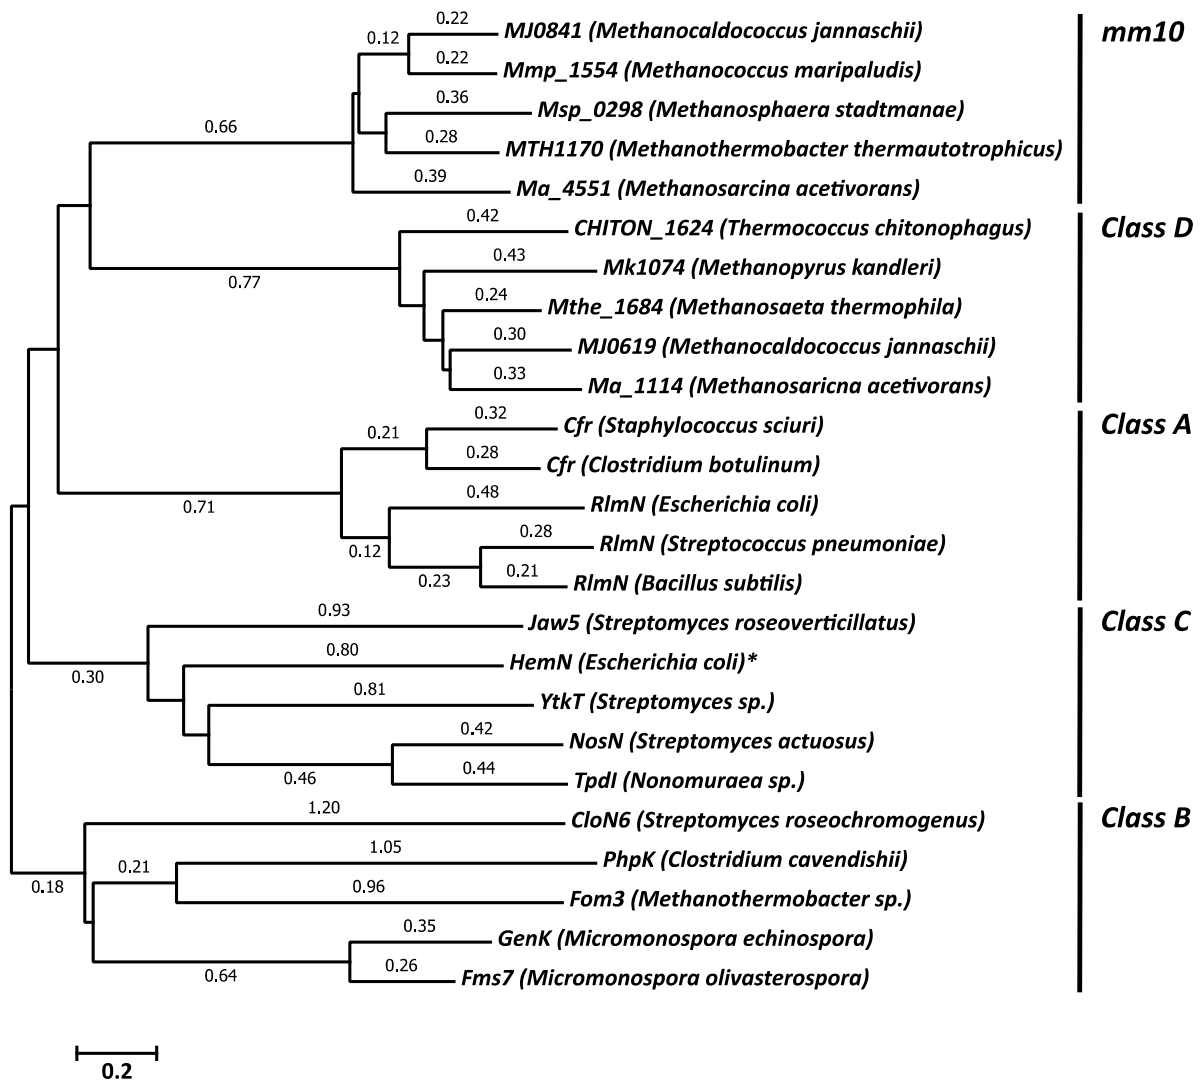 0.22
MJ0841 (Methanocaldococcus jannaschii)
mm10
0.12
0.22
Mmp_1554 (Methanococcus maripaludis)
0.36
Msp_0298 (Methanosphaera stadtmanae)
0.66
0.28
MTH1170 (Methanothermobacter thermautotrophicus)
0.39
Ma_4551 (Methanosarcina acetivorans)
0.42
CHITON_1624 (Thermococcus chitonophagus)
Class D
0.43
Mk1074 (Methanopyrus kandleri)
0.77
0.24
Mthe_1684 (Methanosaeta thermophila)
0.30
MJ0619 (Methanocaldococcus jannaschii)
0.33
Ma_1114 (Methanosaricna acetivorans)
0.32
Cfr (Staphylococcus sciuri)
Class A
0.21
0.28
Cfr (Clostridium botulinum)
0.48
RlmN (Escherichia coli)
0.71
0.28
RlmN (Streptococcus pneumoniae)
0.12
0.21
RlmN (Bacillus subtilis)
0.23
0.93
Jaw5 (Streptomyces roseoverticillatus)
Class C
0.80
HemN (Escherichia coli)*
0.30
0.81
YtkT (Streptomyces sp.)
0.42
NosN (Streptomyces actuosus)
0.44
TpdI (Nonomuraea sp.)
0.46
1.20
CloN6 (Streptomyces roseochromogenus)
Class B
1.05
PhpK (Clostridium cavendishii)
0.21
0.18
0.96
Fom3 (Methanothermobacter sp.)
0.35
GenK (Micromonospora echinospora)
0.26
Fms7 (Micromonospora olivasterospora)
0.64
0.2